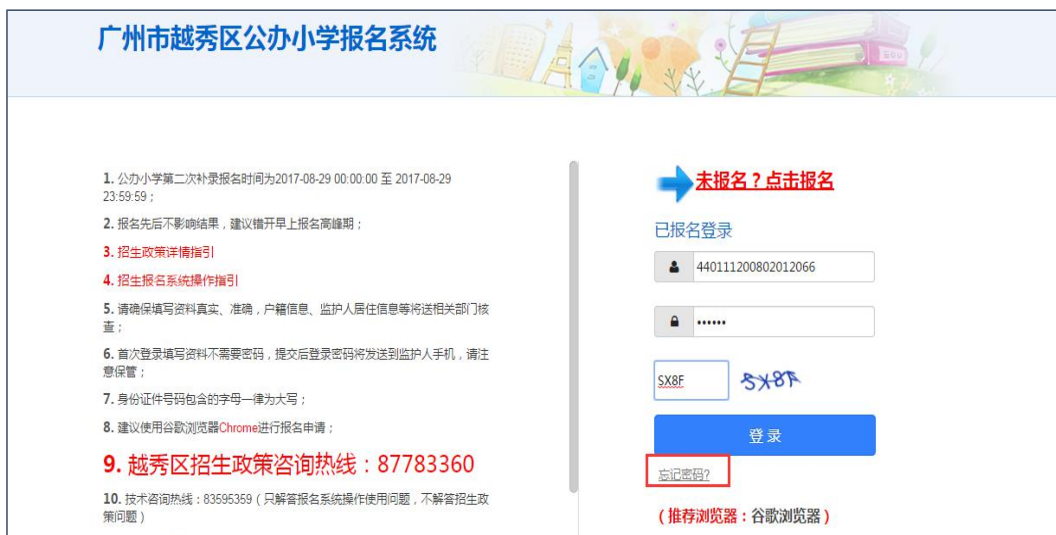 广州市越秀区公办小学报名系统
1. 公办小学第二次补录报名时间为2017-08-29 00:00:00 至 2017-08-29
23:59:59；
2. 报名先后不影响结果，建议错开早上报名高峰期；
3. 招生政策详情指引
4. 招生报名系统操作指引
5. 请确保填写资料真实、准确，户籍信息、监护人居住信息等将送相关部门核
查；
6. 首次登录填写资料不需要密码，提交后登录密码将发送到监护人手机，请注
意保管；
7. 身份证件号码包含的字母一律为大写；
8. 建议使用谷歌浏览器Chrome进行报名申请；
9. 越秀区招生政策咨询热线：87783360
10. 技术咨询热线：83595359（只解答报名系统操作使用问题，不解答招生政
策问题）
未报名？点击报名
已报名登录
440111200802012066
••••••
SX8F
SX8F
登录
忘记密码?
（推荐浏览器：谷歌浏览器）